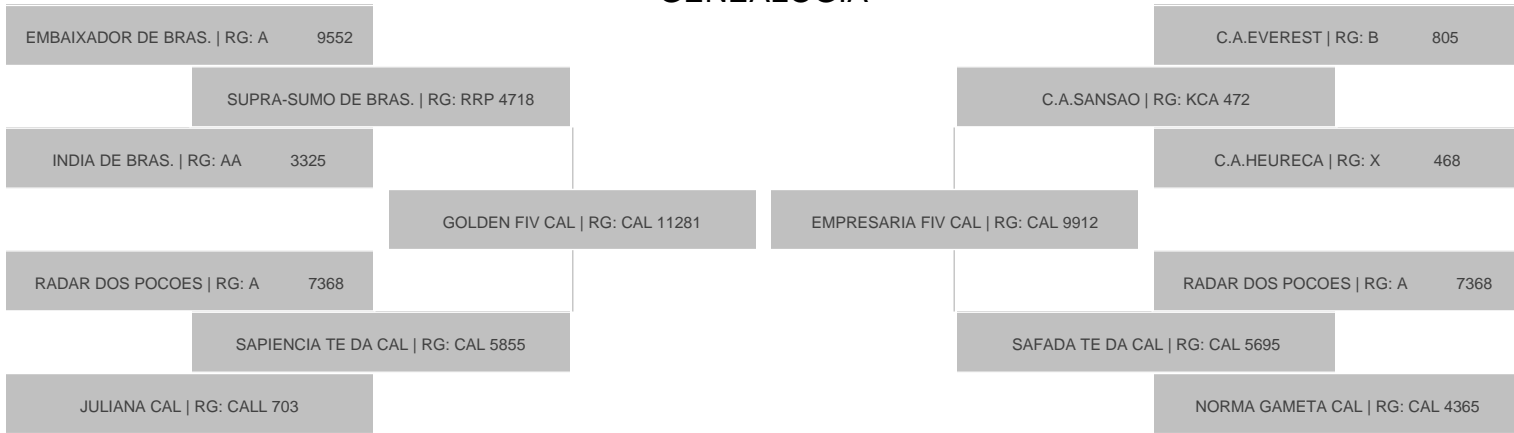 GENEALOGIA
EMBAIXADOR DE BRAS. | RG: A 9552
C.A.EVEREST | RG: B 805
SUPRA-SUMO DE BRAS. | RG: RRP 4718
C.A.SANSAO | RG: KCA 472
INDIA DE BRAS. | RG: AA 3325
C.A.HEURECA | RG: X 468
GOLDEN FIV CAL | RG: CAL 11281
EMPRESARIA FIV CAL | RG: CAL 9912
RADAR DOS POCOES | RG: A 7368
RADAR DOS POCOES | RG: A 7368
SAPIENCIA TE DA CAL | RG: CAL 5855
SAFADA TE DA CAL | RG: CAL 5695
JULIANA CAL | RG: CALL 703
NORMA GAMETA CAL | RG: CAL 4365